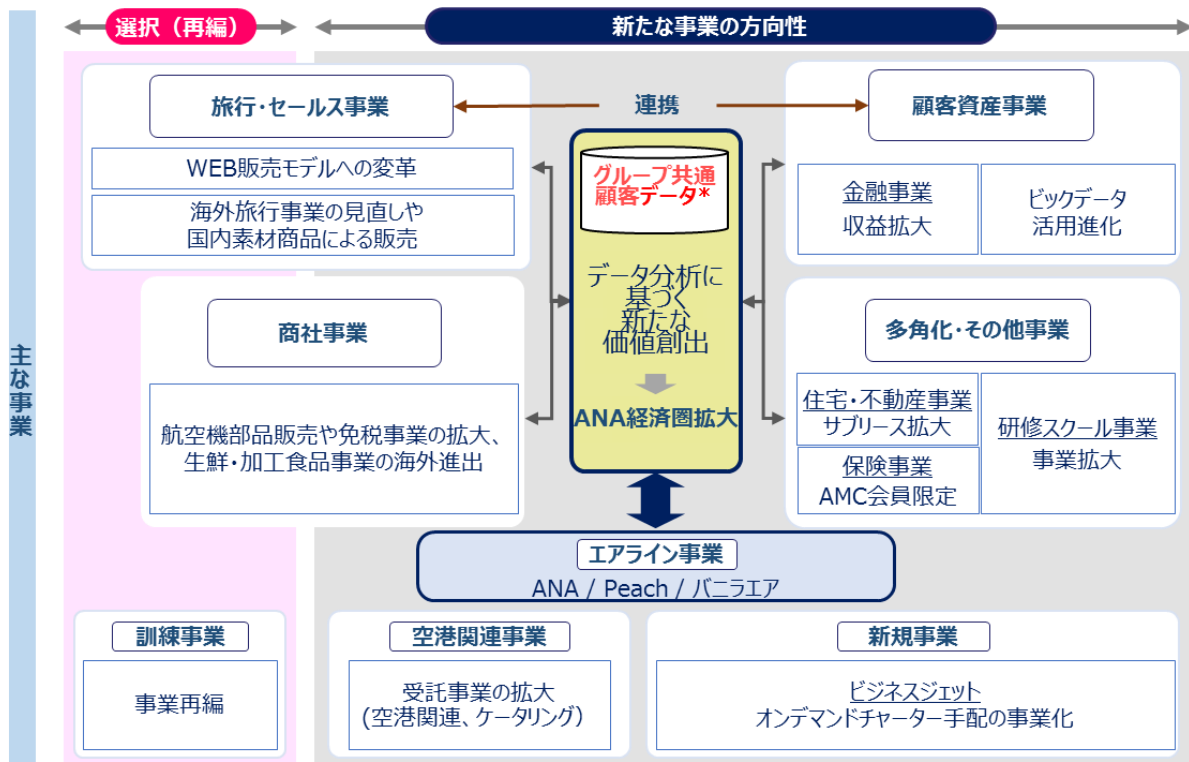 選択（再編）
新たな事業の方向性
主な事業
旅行・セールス事業
WEB販売モデルへの変革
海外旅行事業の見直しや
国内素材商品による販売
連携
グループ共通
顧客データ*
データ分析に
基づく
新たな
価値創出
ANA経済圏拡大
顧客資産事業
金融事業
収益拡大
ビックデータ
活用進化
商社事業
航空機部品販売や免税事業の拡大、
生鮮・加工食品事業の海外進出
多角化・その他事業
住宅・不動産事業
サブリース拡大
保険事業
AMC会員限定
研修スクール事業
事業拡大
エアライン事業
ANA / Peach / バニラエア
訓練事業
事業再編
空港関連事業
受託事業の拡大
(空港関連、ケータリング）
新規事業
ビジネスジェット
オンデマンドチャーター手配の事業化